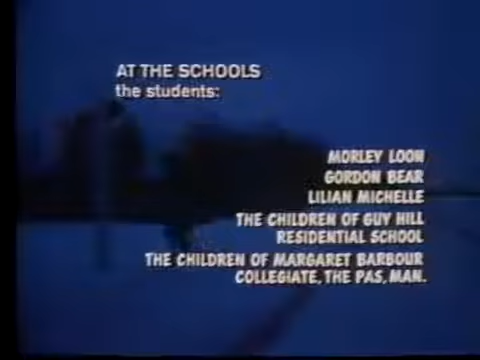 AT THE SCHOOLS
the students:
MORLEY LOON
GORDON BEAR
LILIAN MICHELLE
THE CHILDREN OF GUY HILL
RESIDENTIAL SCHOOL
THE CHILDREN OF MARGARET BARBOUR
COLLEGIATE, THE PAS, MAN.